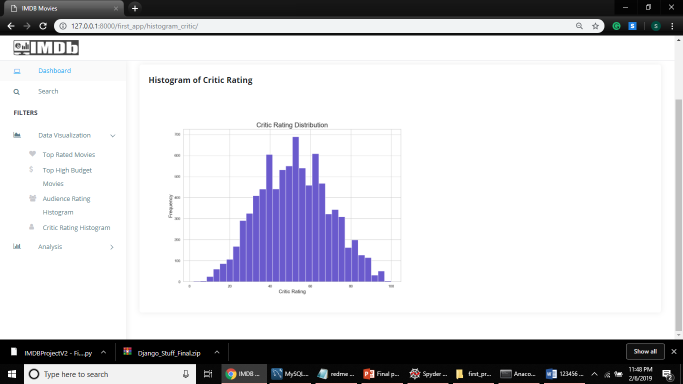 IMDB Movies
127.0.0.1:8000/first_app/histogram_critic/
IMDb
Dashboard
Search
FILTERS
Data Visualization
Top Rated Movies
Top High Budget
Movies
Audience Rating
Histogram
Critic Rating Histogram
Analysis
Histogram of Critic Rating
Critic Rating Distribution
700
600
500
400
300
200
100
0
Frequency
0 20 40 60 80 100
Critic Rating
IMDBProjectV2 - Fi....py
Django_Stuff_Final.zip
Show all
Type here to search
IMDB ...
MySQL...
redme ...
Final p...
Spyder ...
first_pr...
Anaco...
123456 ...
11:48 PM
2/8/2019